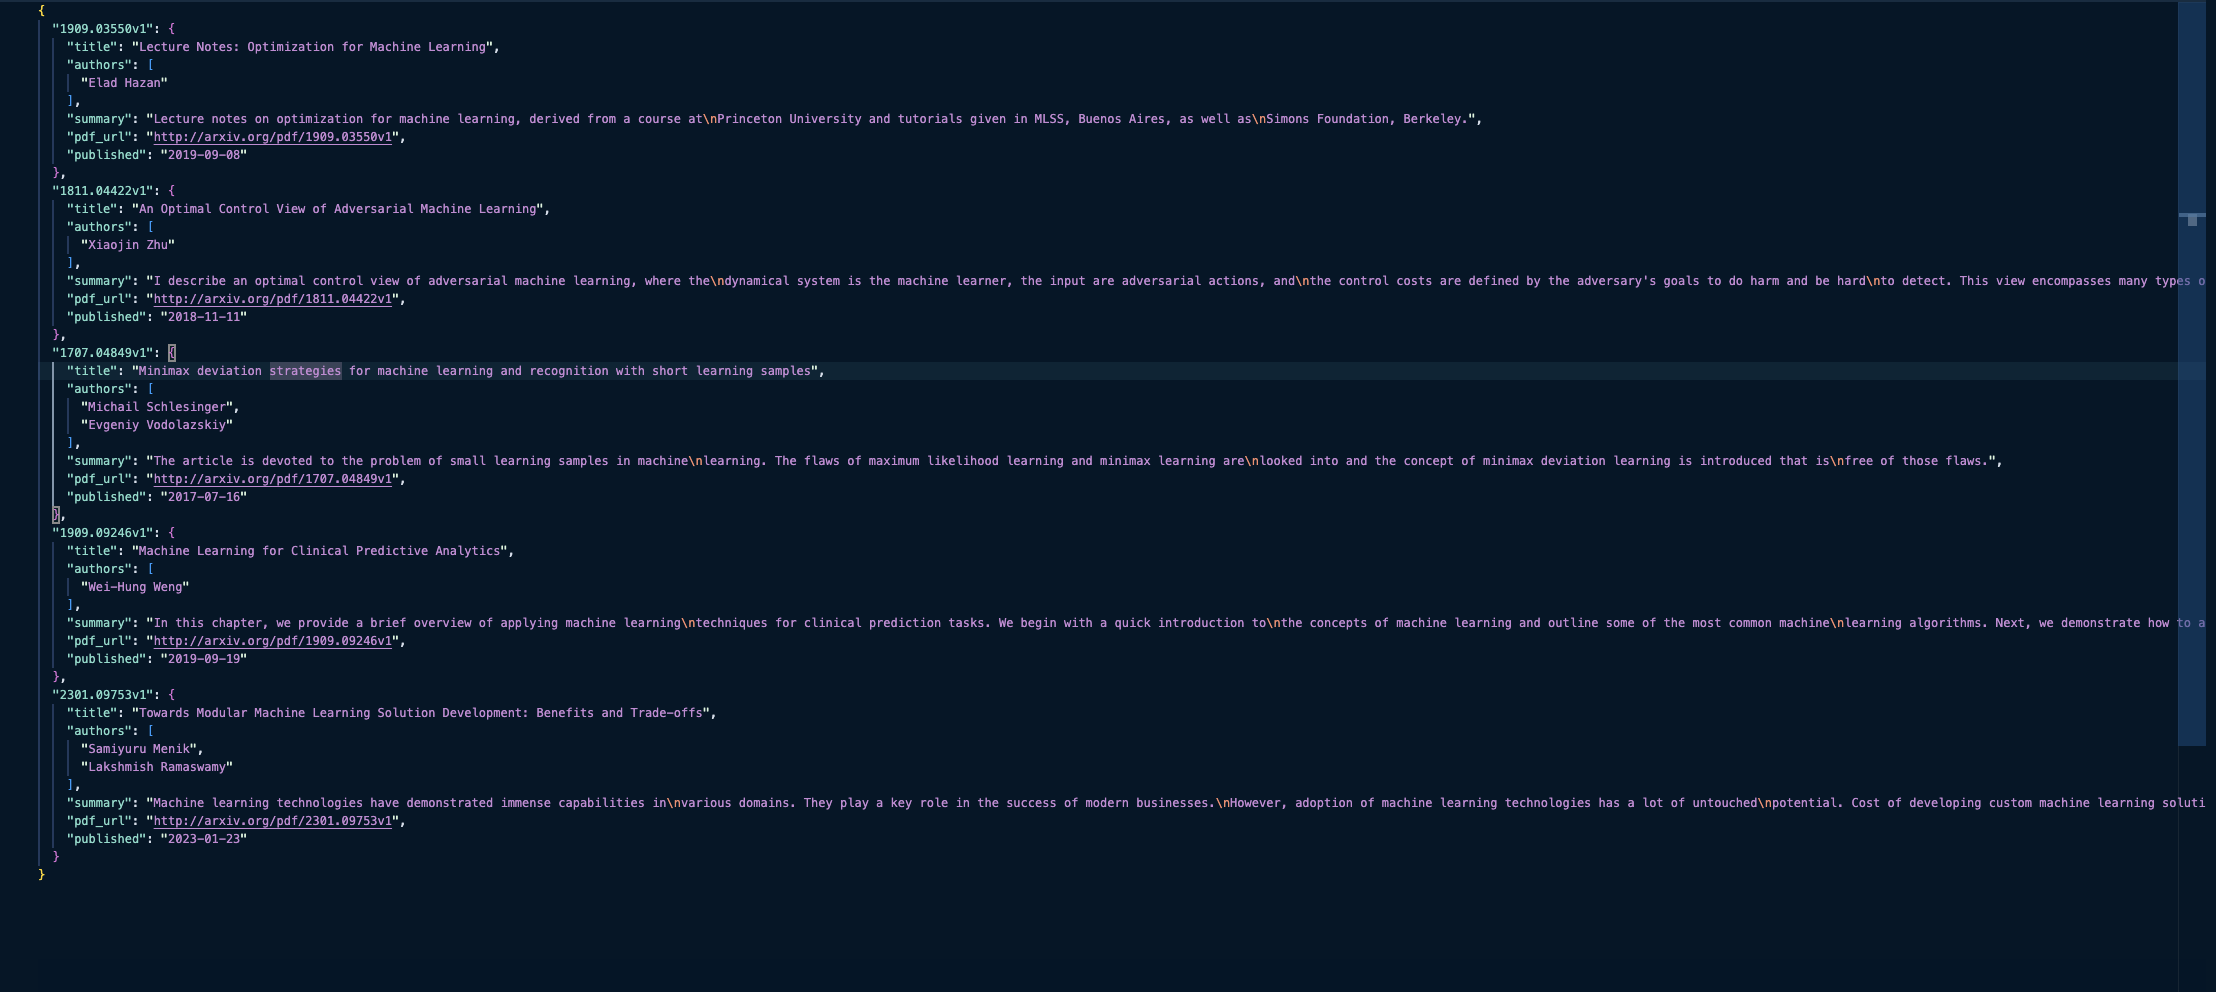 {
"1909.03550v1": {
"title": "Lecture Notes: Optimization for Machine Learning",
"authors": [
"Elad Hazan"
],
"summary": "Lecture notes on optimization for machine learning, derived from a course at\nPrinceton University and tutorials given in MLSS, Buenos Aires, as well as\nSimons Foundation, Berkeley.",
"pdf_url": "http://arxiv.org/pdf/1909.03550v1",
"published": "2019-09-08"
},
"1811.04422v1": {
"title": "An Optimal Control View of Adversarial Machine Learning",
"authors": [
"Xiaojin Zhu"
],
"summary": "I describe an optimal control view of adversarial machine learning, where the\ndynamical system is the machine learner, the input are adversarial actions, and\nthe control costs are defined by the adversary's goals to do harm and be hard\nto detect. This view encompasses many types o
"pdf_url": "http://arxiv.org/pdf/1811.04422v1",
"published": "2018-11-11"
},
"1707.04849v1": {
"title": "Minimax deviation strategies for machine learning and recognition with short learning samples",
"authors": [
"Michail Schlesinger",
"Evgeniy Vodolazskiy"
],
"summary": "The article is devoted to the problem of small learning samples in machine\nlearning. The flaws of maximum likelihood learning and minimax learning are\nlooked into and the concept of minimax deviation learning is introduced that is\nfree of those flaws.",
"pdf_url": "http://arxiv.org/pdf/1707.04849v1",
"published": "2017-07-16"
},
"1909.09246v1": {
"title": "Machine Learning for Clinical Predictive Analytics",
"authors": [
"Wei-Hung Weng"
],
"summary": "In this chapter, we provide a brief overview of applying machine learning\ntechniques for clinical prediction tasks. We begin with a quick introduction to\nthe concepts of machine learning and outline some of the most common machine\nlearning algorithms. Next, we demonstrate how to a
"pdf_url": "http://arxiv.org/pdf/1909.09246v1",
"published": "2019-09-19"
},
"2301.09753v1": {
"title": "Towards Modular Machine Learning Solution Development: Benefits and Trade-offs",
"authors": [
"Samiyuru Menik",
"Lakshmish Ramaswamy"
],
"summary": "Machine learning technologies have demonstrated immense capabilities in\nvarious domains. They play a key role in the success of modern businesses.\nHowever, adoption of machine learning technologies has a lot of untouched\npotential. Cost of developing custom machine learning soluti
"pdf_url": "http://arxiv.org/pdf/2301.09753v1",
"published": "2023-01-23"
}
}